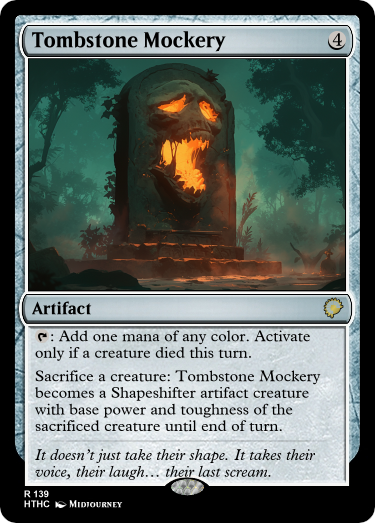 Tombstone Mockery 4
Artifact
: Add one mana of any color. Activate
only if a creature died this turn.
Sacrifice a creature: Tombstone Mockery
becomes a Shapeshifter artifact creature
with base power and toughness of the
sacrificed creature until end of turn.
It doesn't just take their shape. It takes their
voice, their laugh… their last scream.
R 139
HTHC MIDJOURNEY